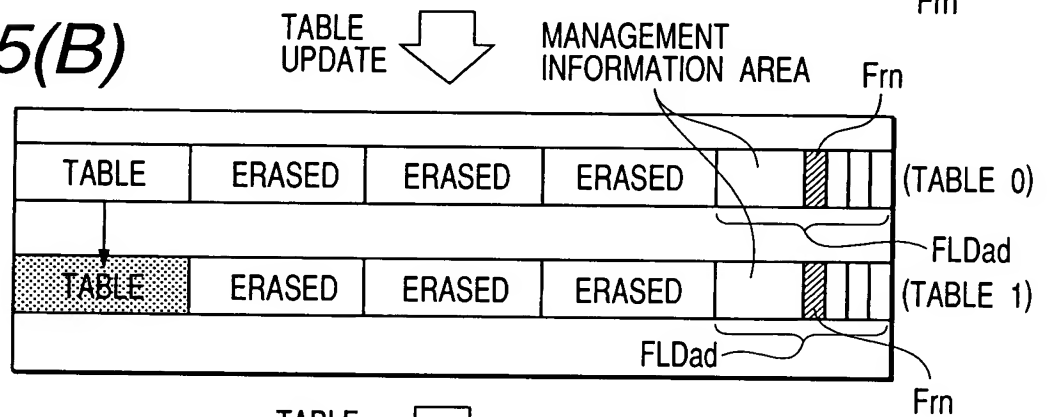 Frn
5(B)
TABLE
UPDATE
MANAGEMENT
INFORMATION AREA
Frn
TABLE ERASED ERASED ERASED (TABLE 0)
FLDad
TABLE ERASED ERASED ERASED (TABLE 1)
FLDad
Frn
TABLE